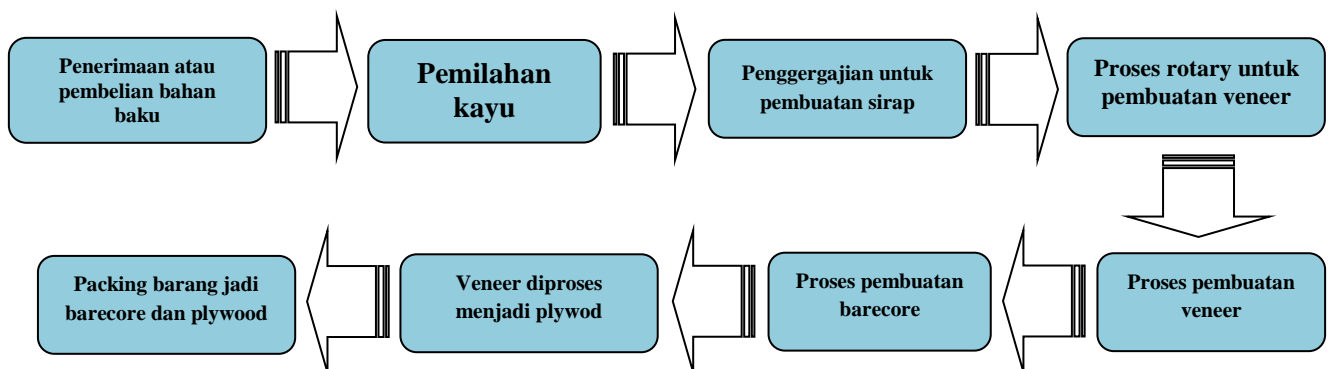 Penerimaan atau
pembelian bahan
baku
Pemilahan
kayu
Penggergajian untuk
pembuatan sirap
Proses rotary untuk
pembuatan veneer
Proses pembuatan
veneer
Proses pembuatan
barecore
Veneer diproses
menjadi plywod
Packing barang jadi
barecore dan plywood